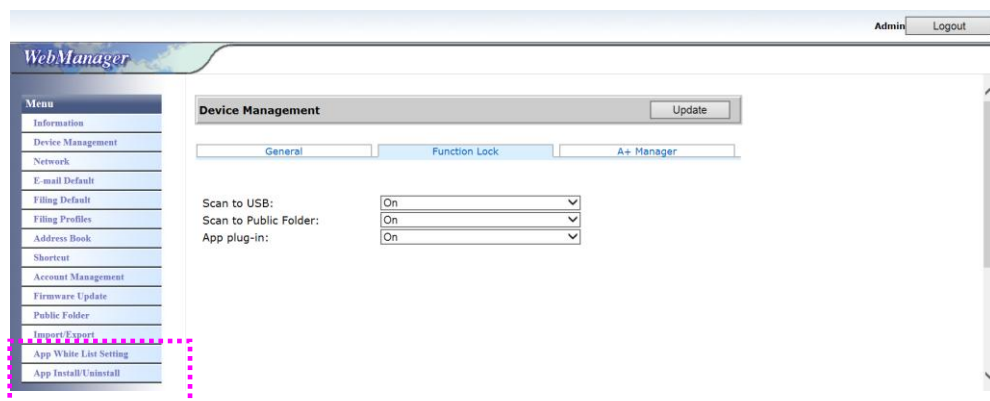 Admin Logout
WebManager
Menu
Information
Device Management
Network
E-mail Default
Filing Default
Filing Profiles
Address Book
Shortcut
Account Management
Firmware Update
Public Folder
Import/Export
App White List Setting
App Install/Uninstall
Device Management Update
General Function Lock A+ Manager
Scan to USB: On
Scan to Public Folder: On
App plug-in: On